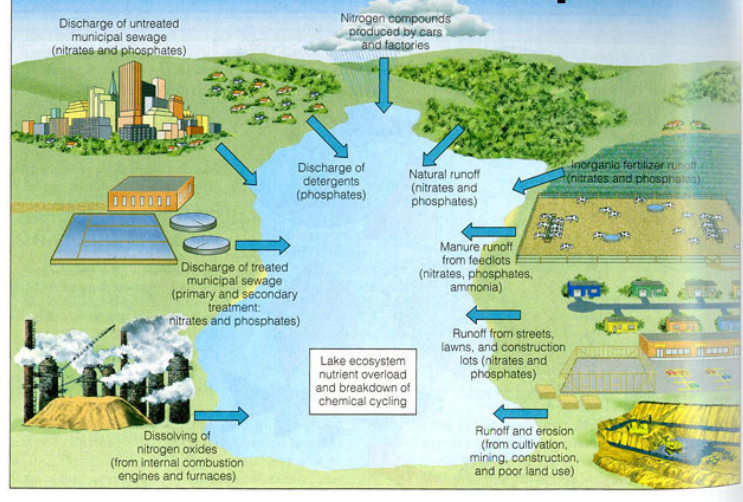 Discharge of untreated
municipal sewage
(nitrates and phosphates)
Nitrogen compounds
produced by cars
and factories
Discharge of
detergents
(phosphates)
Natural runoff
(nitrates and
phosphates)
Inorganic fertilizer runoff
(nitrates and phosphates)
Manure runoff
from feedlots
(nitrates, phosphates,
ammonia)
Discharge of treated
municipal sewage
(primary and secondary
treatment:
nitrates and phosphates)
Runoff from streets,
lawns, and construction
lots (nitrates and
phosphates)
Lake ecosystem
nutrient overload
and breakdown of
chemical cycling
Dissolving of
nitrogen oxides
(from internal combustion
engines and furnaces)
Runoff and erosion
(from cultivation,
mining, construction,
and poor land use)